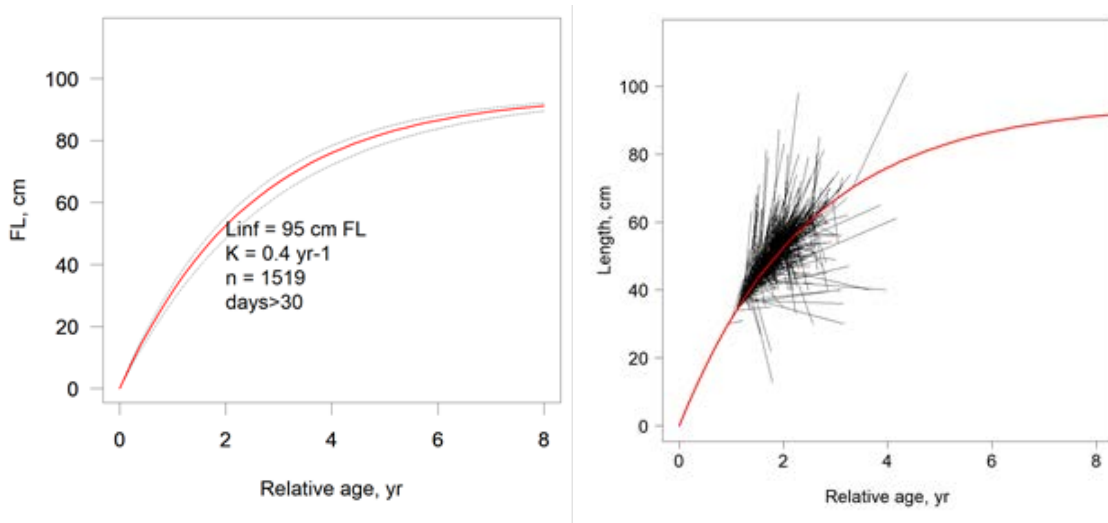 100
80
60
40
20
0
FL, cm
Linf = 95 cm FL
K = 0.4 yr-1
n = 1519
days>30
0 2 4 6 8
Relative age, yr
100
80
60
40
20
0
Length, cm
0 2 4 6 8
Relative age, yr